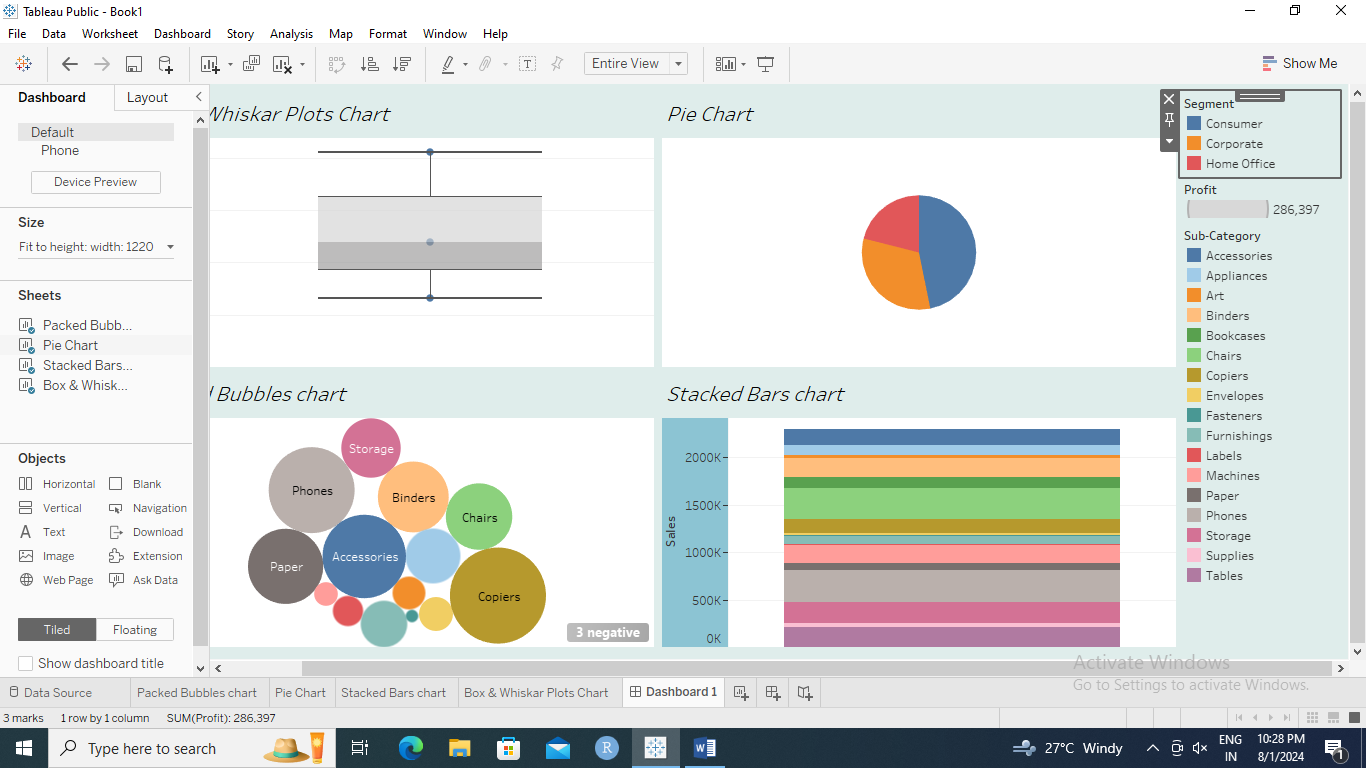 Tableau Public - Book1
File Data Worksheet Dashboard Story Analysis Map Format Window Help
Entire View
Show Me
Dashboard Layout
Default
Phone
Device Preview
Size
Fit to height: width: 1220
Sheets
Packed Bubb...
Pie Chart
Stacked Bars...
Box & Whisk...
Objects
Horizontal Blank
Vertical Navigation
Text Download
Image Extension
Web Page Ask Data
Tiled Floating
Show dashboard title
Whiskar Plots Chart
Pie Chart
Bubbles chart
Storage
Phones
Binders
Chairs
Accessories
Paper
Copiers
3 negative
Stacked Bars chart
Sales
2000K
1500K
1000K
500K
0K
Segment
Consumer
Corporate
Home Office
Profit
286,397
Sub-Category
Accessories
Appliances
Art
Binders
Bookcases
Chairs
Copiers
Envelopes
Fasteners
Furnishings
Labels
Machines
Paper
Phones
Storage
Supplies
Tables
Activate Windows
Go to Settings to activate Windows.
Data Source Packed Bubbles chart Pie Chart Stacked Bars chart Box & Whiskar Plots Chart Dashboard 1
3 marks 1 row by 1 column SUM(Profit): 286,397
Type here to search
R
W
27°C Windy
ENG
IN
10:28 PM
8/1/2024
1